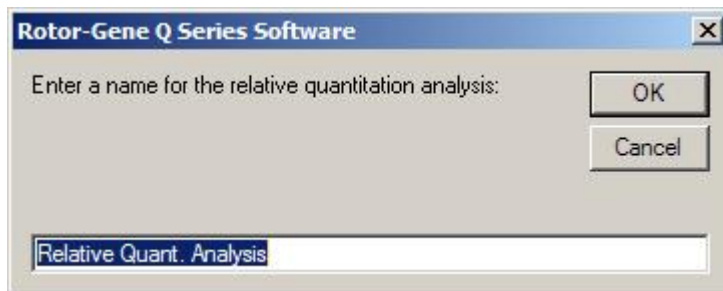 Rotor-Gene Q Series Software
Enter a name for the relative quantitation analysis:
OK
Cancel
Relative Quant. Analysis